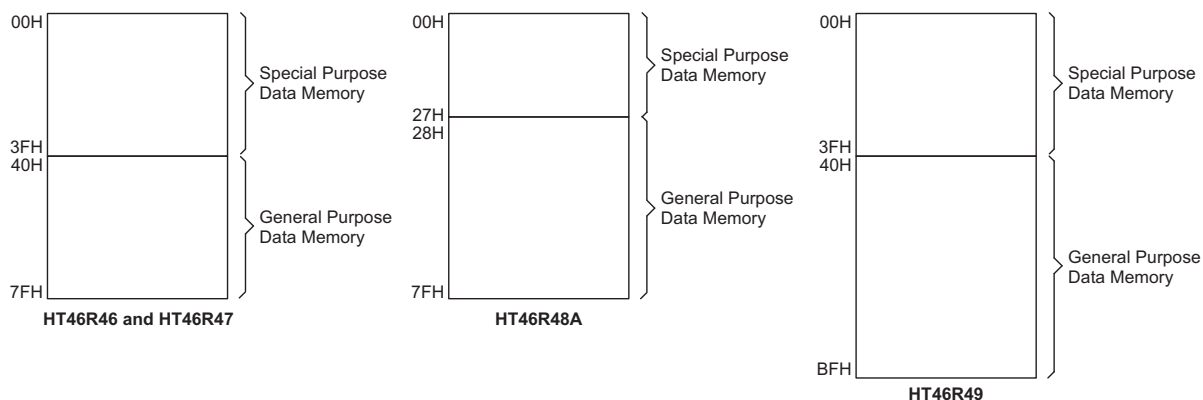 00H
Special Purpose
Data Memory
3FH
40H
General Purpose
Data Memory
7FH
HT46R46 and HT46R47
00H
Special Purpose
Data Memory
27H
28H
General Purpose
Data Memory
7FH
HT46R48A
00H
Special Purpose
Data Memory
3FH
40H
General Purpose
Data Memory
BFH
HT46R49